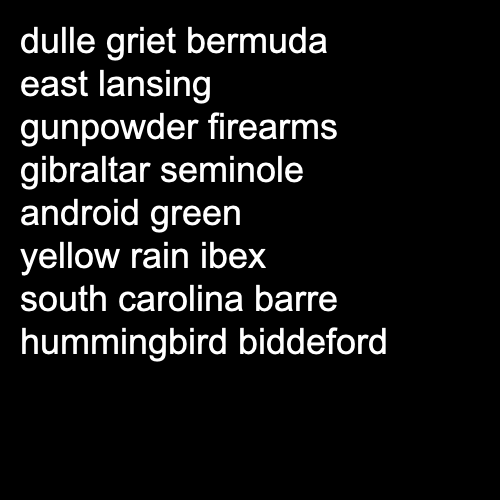 dulle griet bermuda
east lansing
gunpowder firearms
gibraltar seminole
android green
yellow rain ibex
south carolina barre
hummingbird biddeford